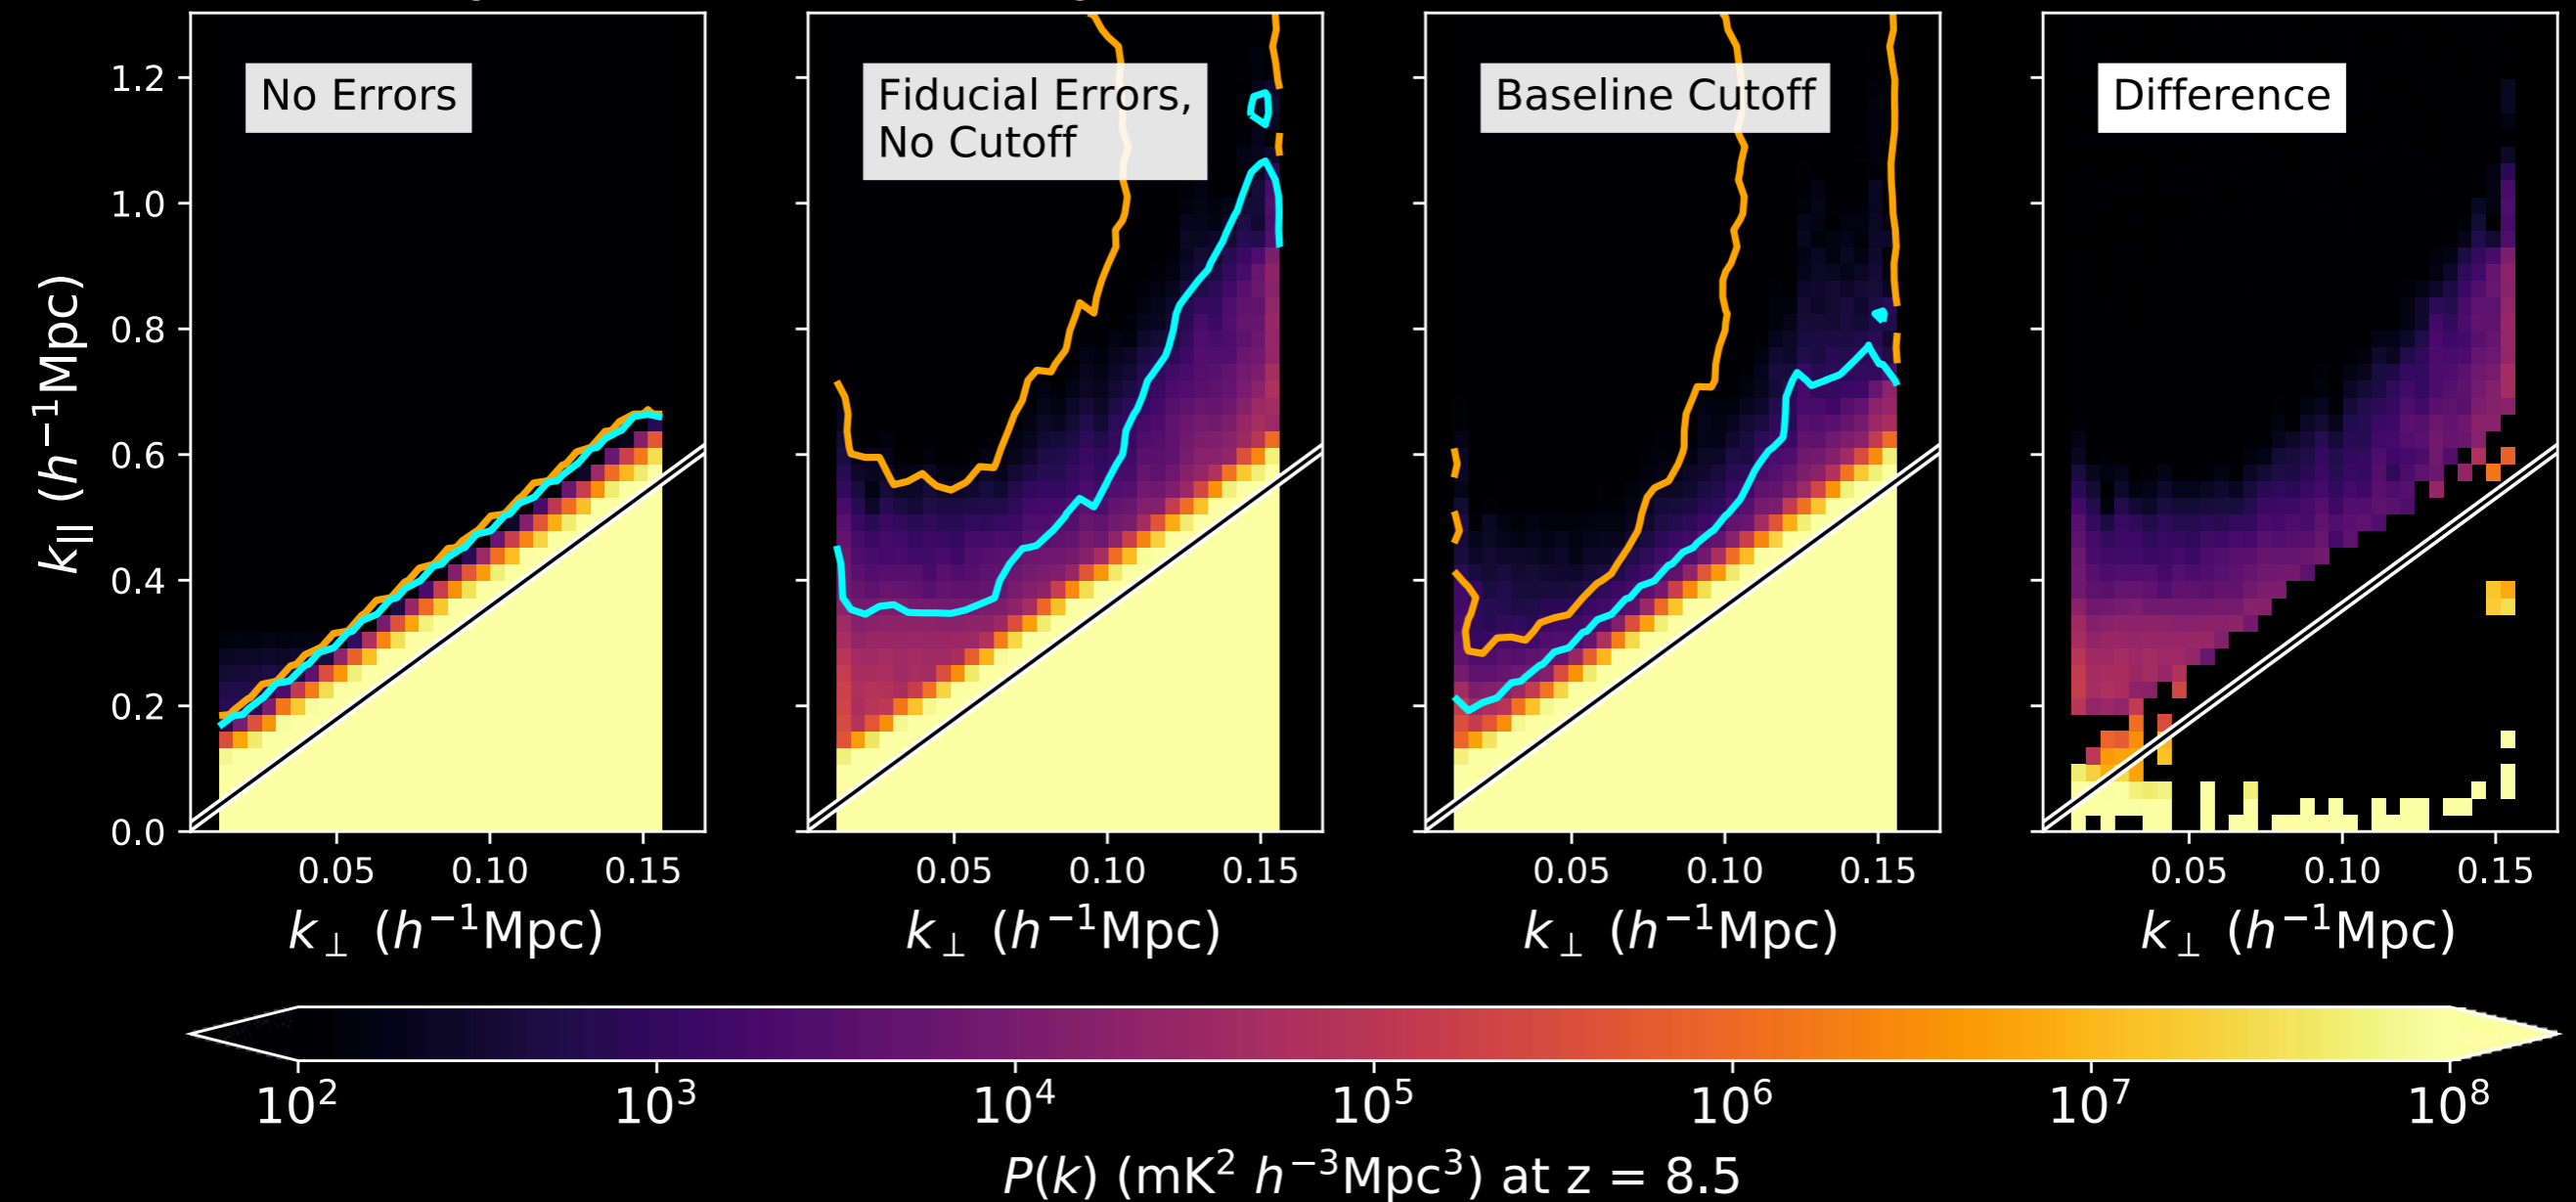 No Errors
Fiducial Errors,
No Cutoff
Baseline Cutoff
Difference
k|| (h⁻¹Mpc)
1.2
1.0
0.8
0.6
0.4
0.2
0.0
0.05 0.10 0.15
0.05 0.10 0.15
0.05 0.10 0.15
0.05 0.10 0.15
k⊥ (h⁻¹Mpc)
k⊥ (h⁻¹Mpc)
k⊥ (h⁻¹Mpc)
k⊥ (h⁻¹Mpc)
10² 10³ 10⁴ 10⁵ 10⁶ 10⁷ 10⁸
P(k) (mK² h⁻³Mpc³) at z = 8.5